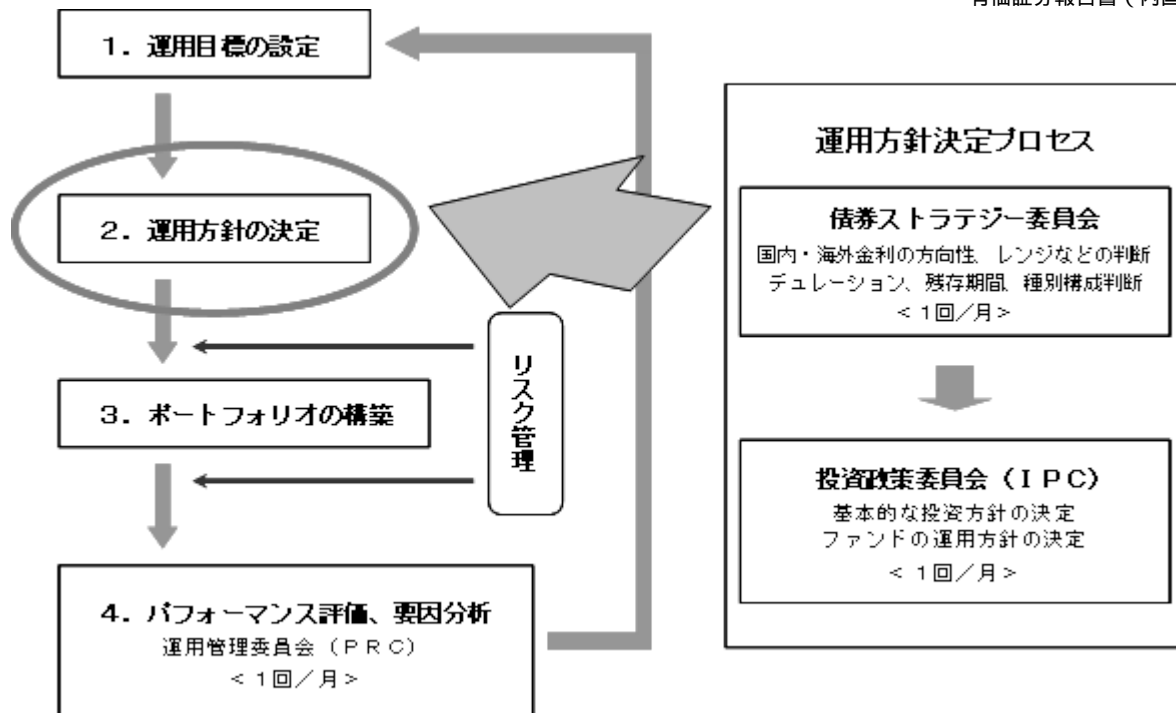 1．運用目標の設定
2．運用方針の決定
3．ポートフォリオの構築
4．パフォーマンス評価、要因分析
運用管理委員会（ＰＲＣ）
＜１回／月＞
リスク管理
運用方針決定プロセス
債券ストラテジー委員会
国内・海外金利の方向性、レンジなどの判断
デュレーション、残存期間、種別構成判断
＜１回／月＞
投資政策委員会（ＩＰＣ）
基本的な投資方針の決定
ファンドの運用方針の決定
＜１回／月＞